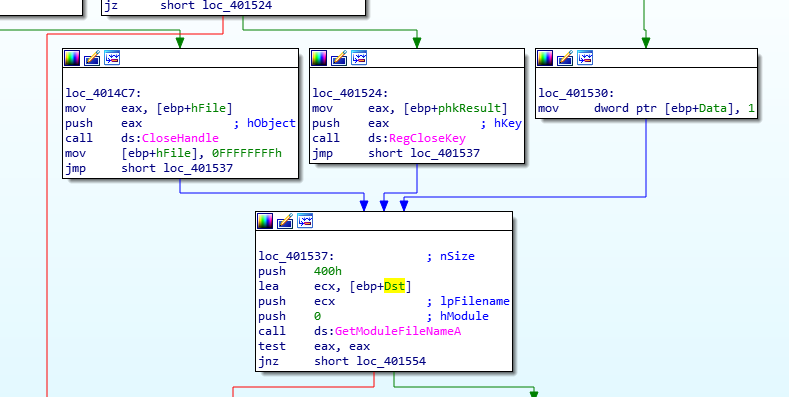 jz short loc_401524
loc_4014C7:
mov eax, [ebp+hFile]
push eax ; hObject
call ds:CloseHandle
mov [ebp+hFile], 0FFFFFFFFh
jmp short loc_401537
loc_401524:
mov eax, [ebp+phkResult]
push eax ; hKey
call ds:RegCloseKey
jmp short loc_401537
loc_401530:
mov dword ptr [ebp+Data], 1
loc_401537: ; nSize
push 400h
lea ecx, [ebp+Dst]
push ecx ; lpFilename
push 0 ; hModule
call ds:GetModuleFileNameA
test eax, eax
jnz short loc_401554